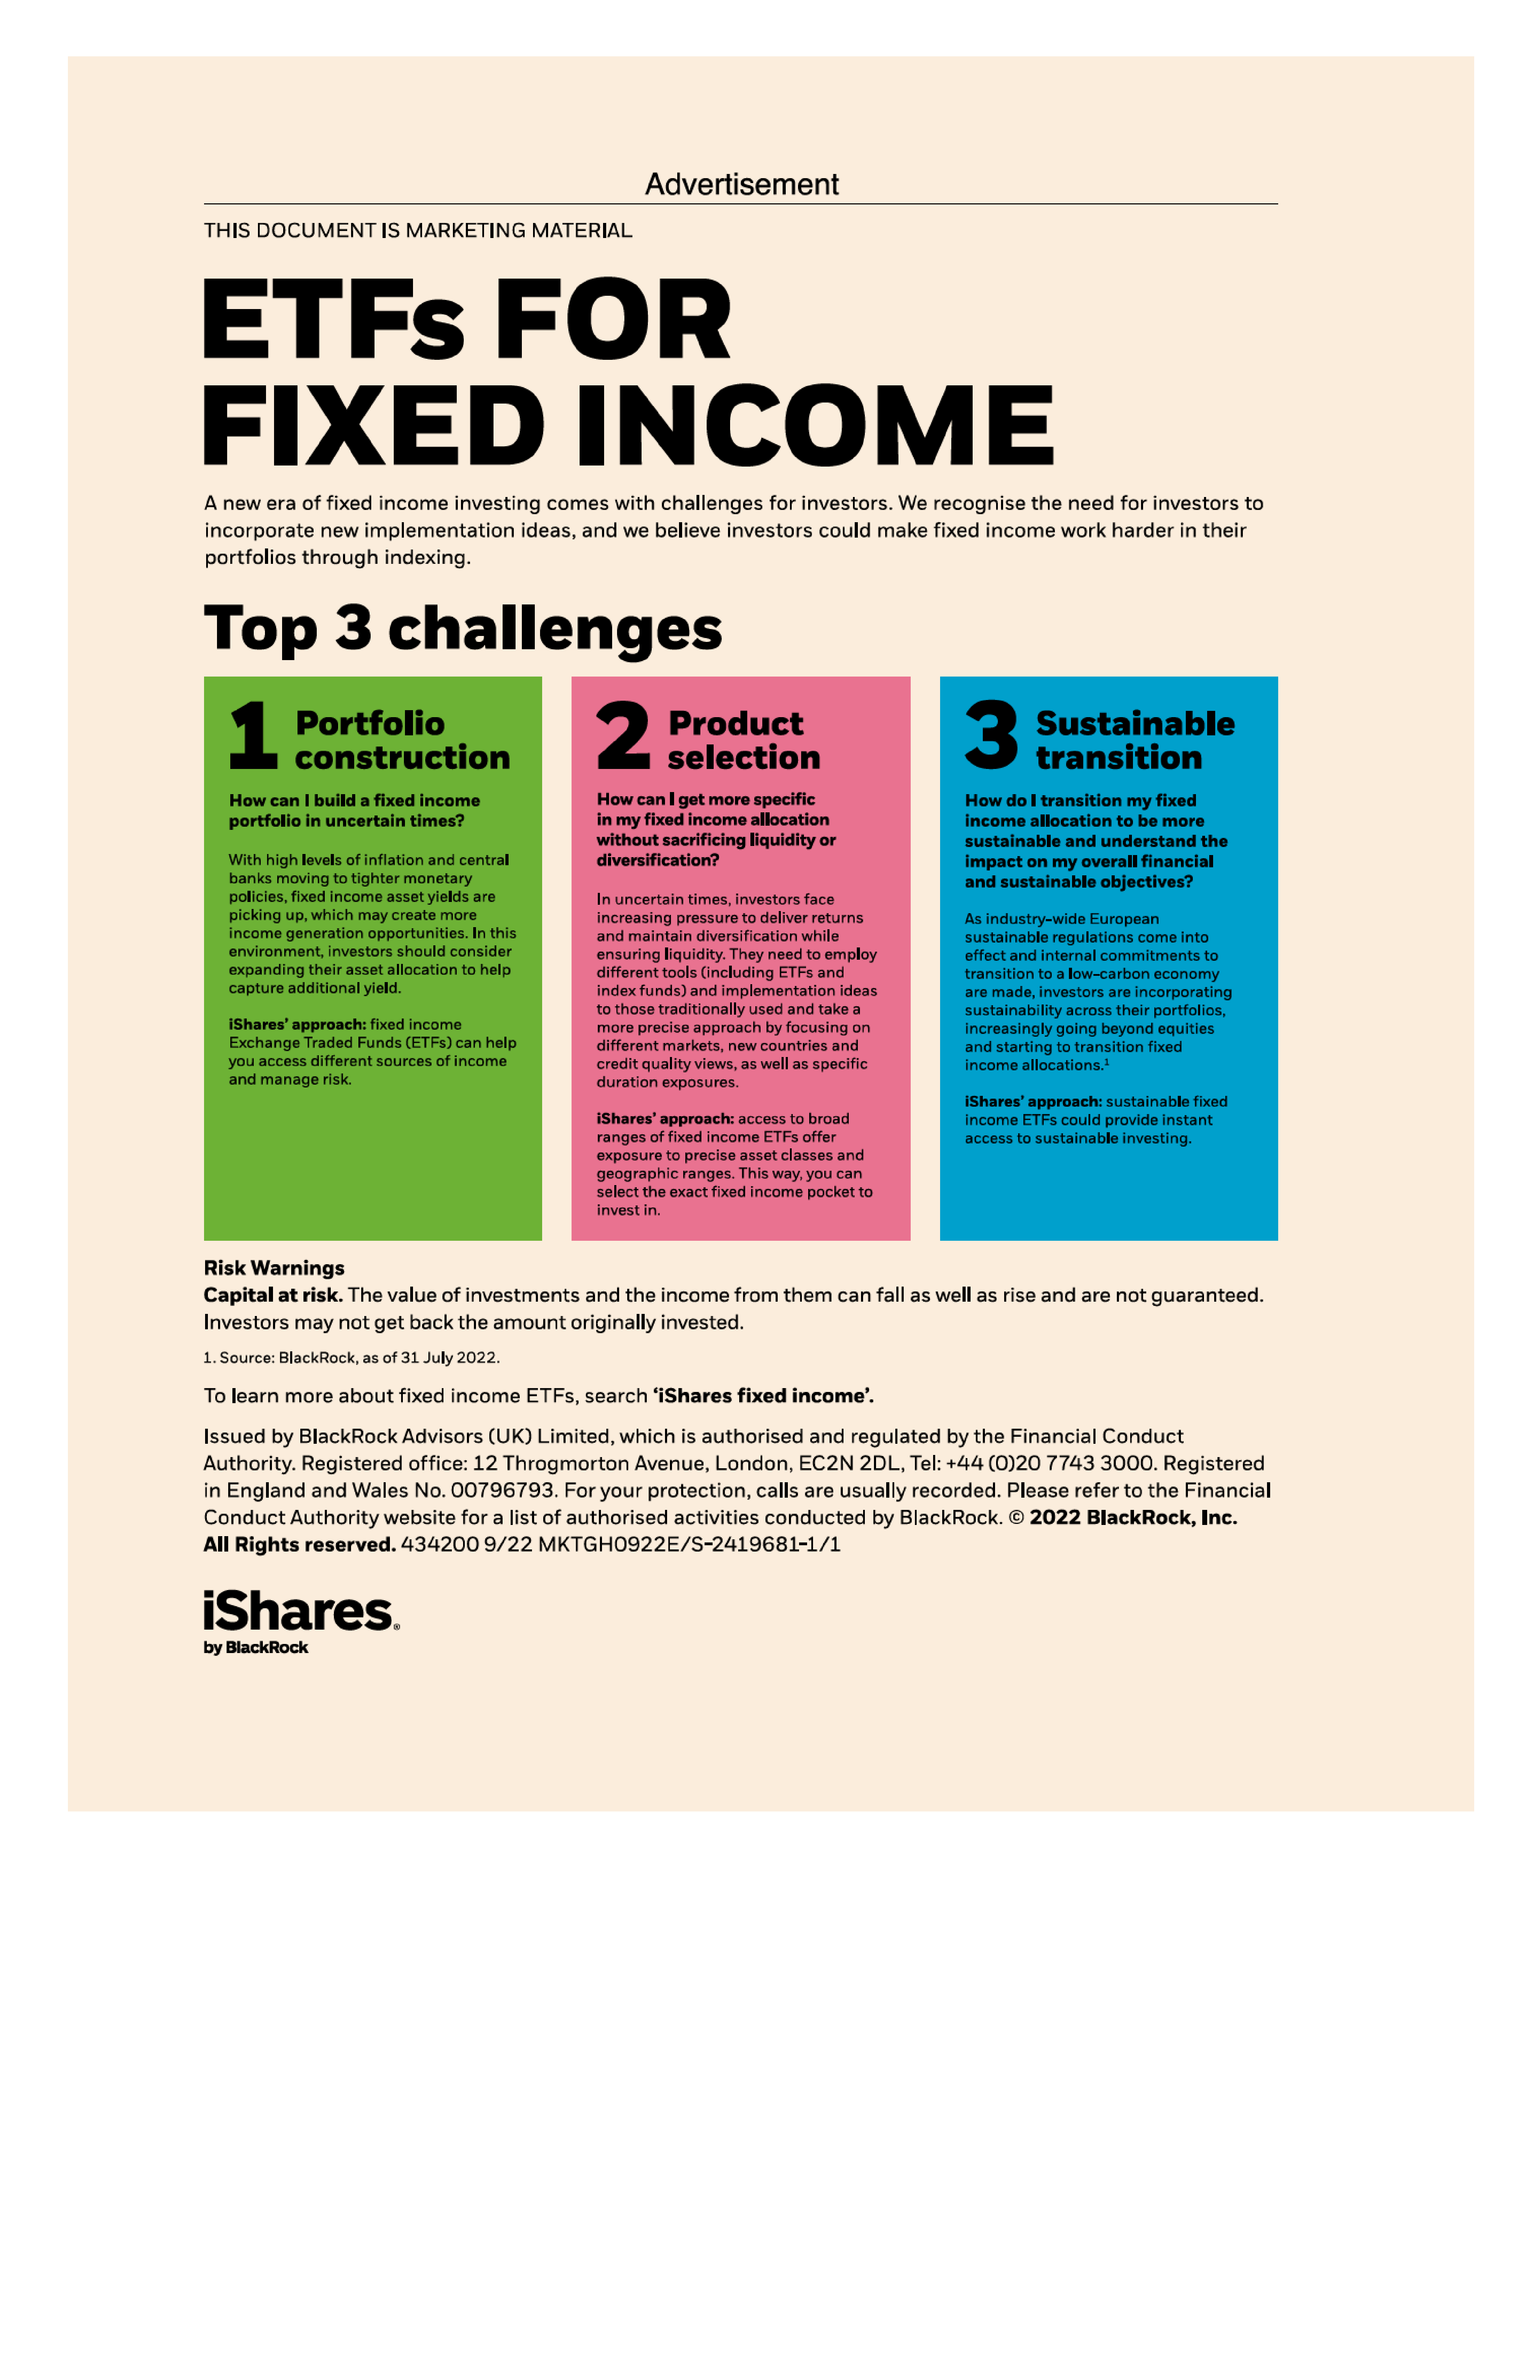 Advertisement
THIS DOCUMENT IS MARKETING MATERIAL
ETFs FOR
FIXED INCOME
A new era of fixed income investing comes with challenges for investors. We recognise the need for investors to
incorporate new implementation ideas, and we believe investors could make fixed income work harder in their
portfolios through indexing.
Top 3 challenges
1 Portfolio
construction
How can I build a fixed income
portfolio in uncertain times?
With high levels of inflation and central
banks moving to tighter monetary
policies, fixed income asset yields are
picking up, which may create more
income generation opportunities. In this
environment, investors should consider
expanding their asset allocation to help
capture additional yield.
iShares’ approach: fixed income
Exchange Traded Funds (ETFs) can help
you access different sources of income
and manage risk.
2 Product
selection
How can I get more specific
in my fixed income allocation
without sacrificing liquidity or
diversification?
In uncertain times, investors face
increasing pressure to deliver returns
and maintain diversification while
ensuring liquidity. They need to employ
different tools (including ETFs and
index funds) and implementation ideas
to those traditionally used and take a
more precise approach by focusing on
different markets, new countries and
credit quality views, as well as specific
duration exposures.
iShares’ approach: access to broad
ranges of fixed income ETFs offer
exposure to precise asset classes and
geographic ranges. This way, you can
select the exact fixed income pocket to
invest in.
3 Sustainable
transition
How do I transition my fixed
income allocation to be more
sustainable and understand the
impact on my overall financial
and sustainable objectives?
As industry-wide European
sustainable regulations come into
effect and internal commitments to
transition to a low-carbon economy
are made, investors are incorporating
sustainability across their portfolios,
increasingly going beyond equities
and starting to transition fixed
income allocations.¹
iShares’ approach: sustainable fixed
income ETFs could provide instant
access to sustainable investing.
Risk Warnings
Capital at risk. The value of investments and the income from them can fall as well as rise and are not guaranteed.
Investors may not get back the amount originally invested.
1. Source: BlackRock, as of 31 July 2022.
To learn more about fixed income ETFs, search ‘iShares fixed income’.
Issued by BlackRock Advisors (UK) Limited, which is authorised and regulated by the Financial Conduct
Authority. Registered office: 12 Throgmorton Avenue, London, EC2N 2DL, Tel: +44 (0)20 7743 3000. Registered
in England and Wales No. 00796793. For your protection, calls are usually recorded. Please refer to the Financial
Conduct Authority website for a list of authorised activities conducted by BlackRock. © 2022 BlackRock, Inc.
All Rights reserved. 434200 9/22 MKTGH0922E/S-2419681-1/1
iShares®
by BlackRock